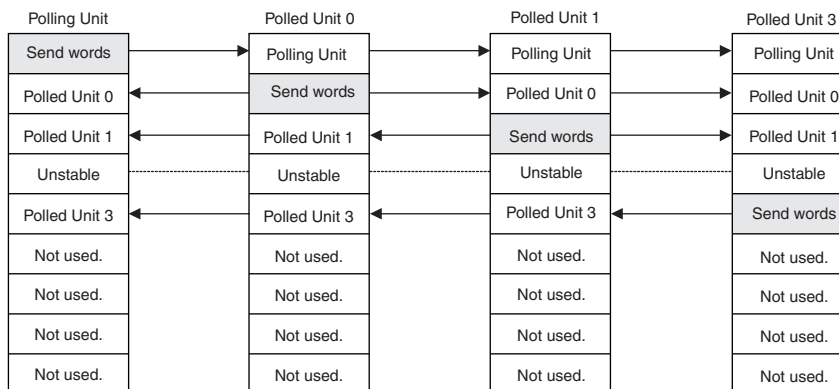 Polling Unit Polled Unit 0 Polled Unit 1 Polled Unit 3
Send words Polling Unit Polling Unit Polling Unit
Polled Unit 0 Send words Polled Unit 0 Polled Unit 0
Polled Unit 1 Polled Unit 1 Send words Polled Unit 1
Unstable Unstable Unstable Unstable
Polled Unit 3 Polled Unit 3 Polled Unit 3 Send words
Not used. Not used. Not used. Not used.
Not used. Not used. Not used. Not used.
Not used. Not used. Not used. Not used.
Not used. Not used. Not used. Not used.